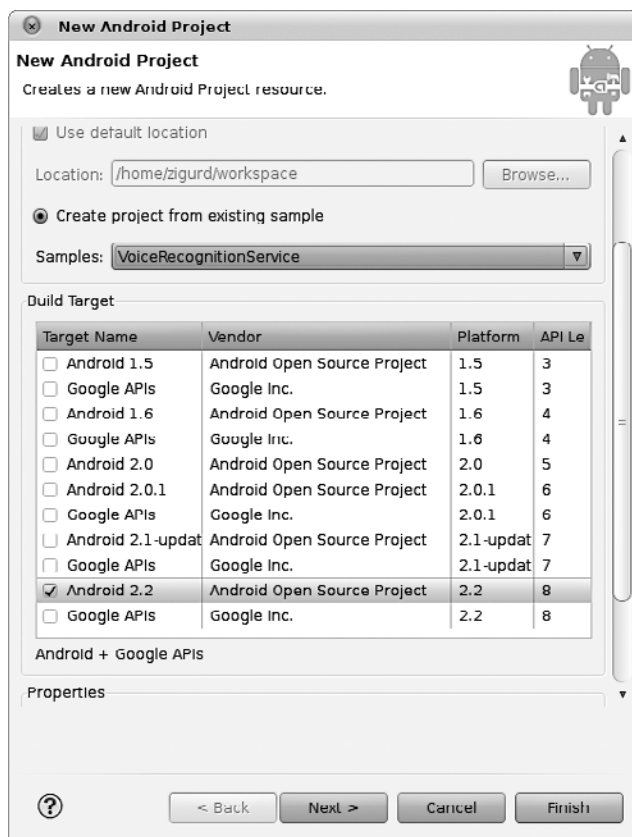 New Android Project
New Android Project
Creates a new Android Project resource.
Use default location
Location: /home/zigurd/workspace Browse...
Create project from existing sample
Samples: VoiceRecognitionService
Build Target
Target Name Vendor Platform API Le
Android 1.5 Android Open Source Project 1.5 3
Google APIs Google Inc. 1.5 3
Android 1.6 Android Open Source Project 1.6 4
Google APIs Google Inc. 1.6 4
Android 2.0 Android Open Source Project 2.0 5
Android 2.0.1 Android Open Source Project 2.0.1 6
Google APIs Google Inc. 2.0.1 6
Android 2.1-updat Android Open Source Project 2.1-updat 7
Google APIs Google Inc. 2.1-updat 7
Android 2.2 Android Open Source Project 2.2 8
Google APIs Google Inc. 2.2 8
Android + Google APIs
Properties
? < Back Next > Cancel Finish